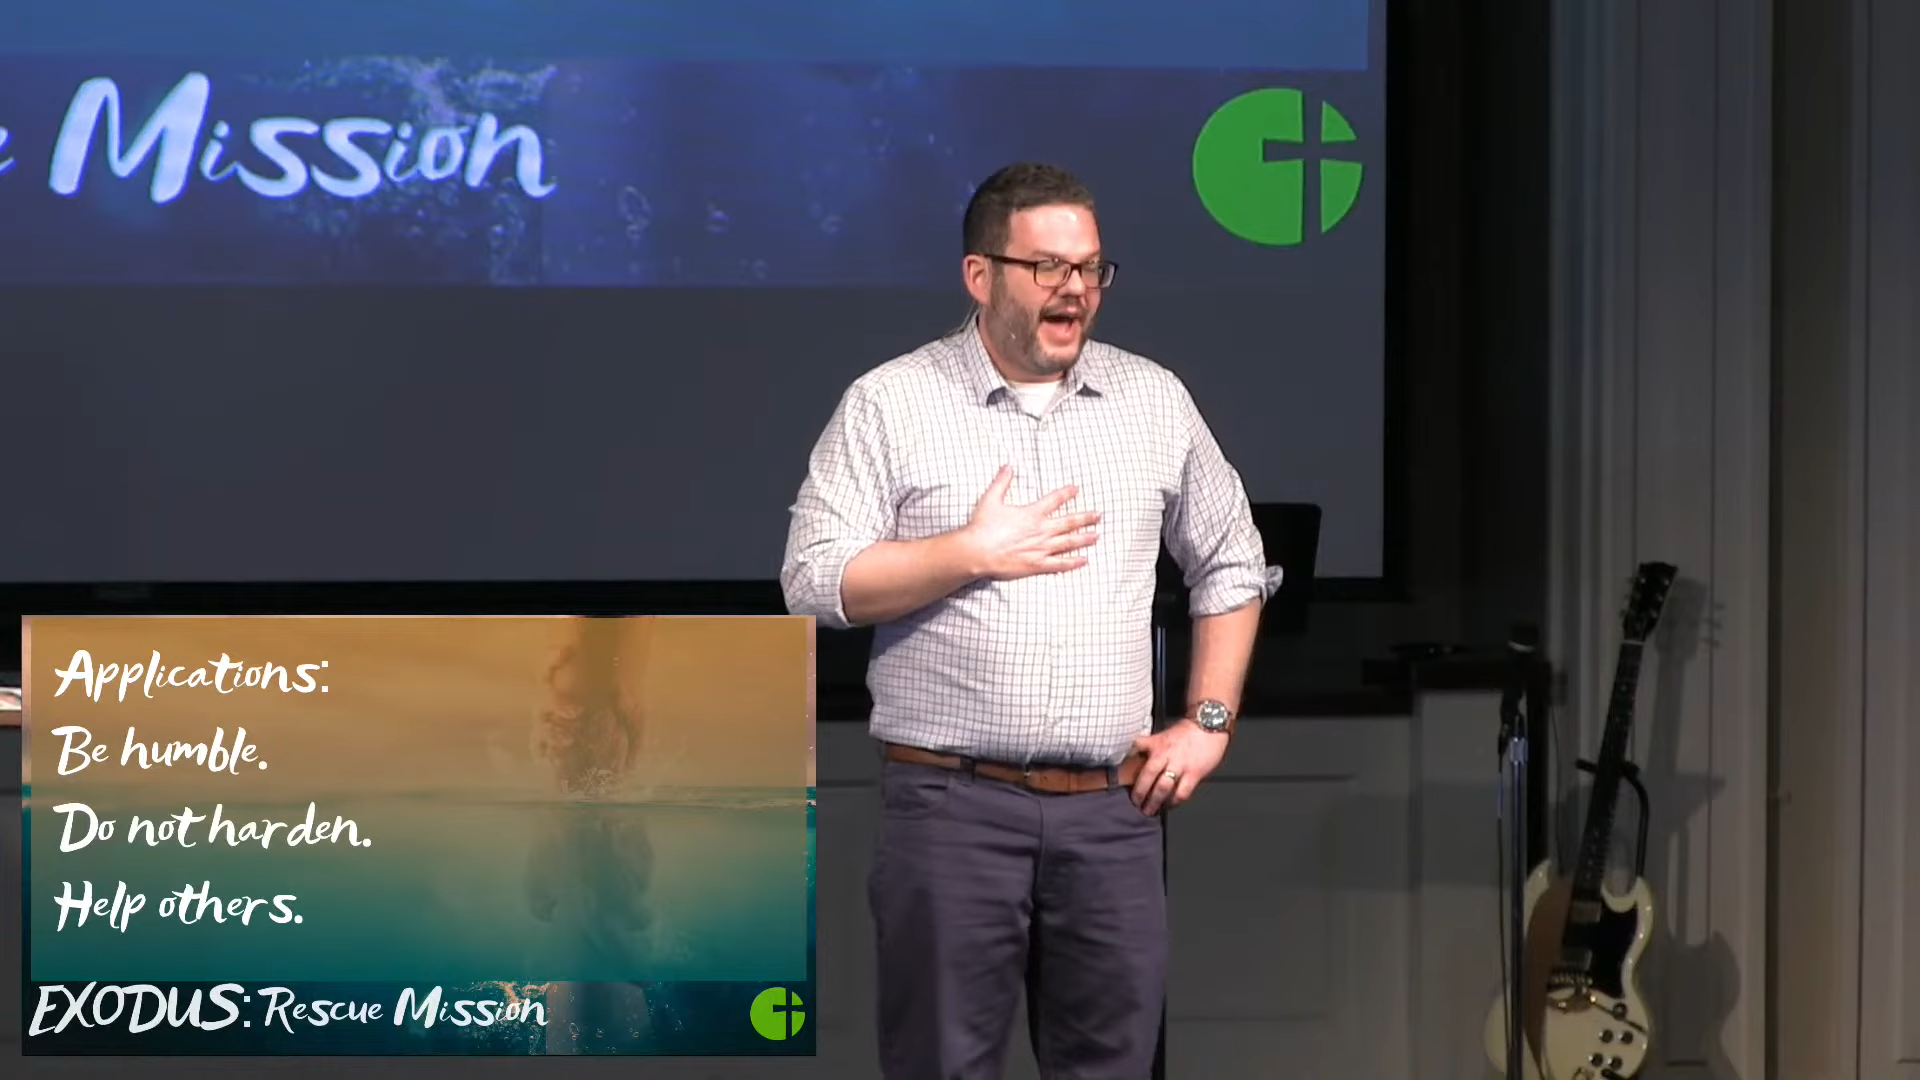 Mission
Applications:
Be humble.
Do not harden.
Help others.
EXODUS: Rescue Mission